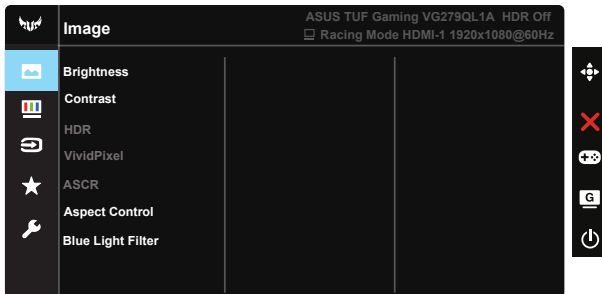 Image
ASUS TUF Gaming VG279QL1A HDR Off
Racing Mode HDMI-1 1920x1080@60Hz
Brightness
Contrast
HDR
VividPixel
ASCR
Aspect Control
Blue Light Filter
G